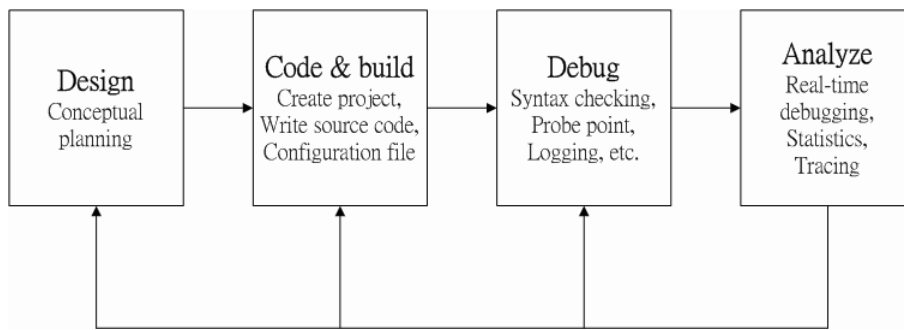 Design
Conceptual
planning
Code & build
Create project,
Write source code,
Configuration file
Debug
Syntax checking,
Probe point,
Logging, etc.
Analyze
Real-time
debugging,
Statistics,
Tracing